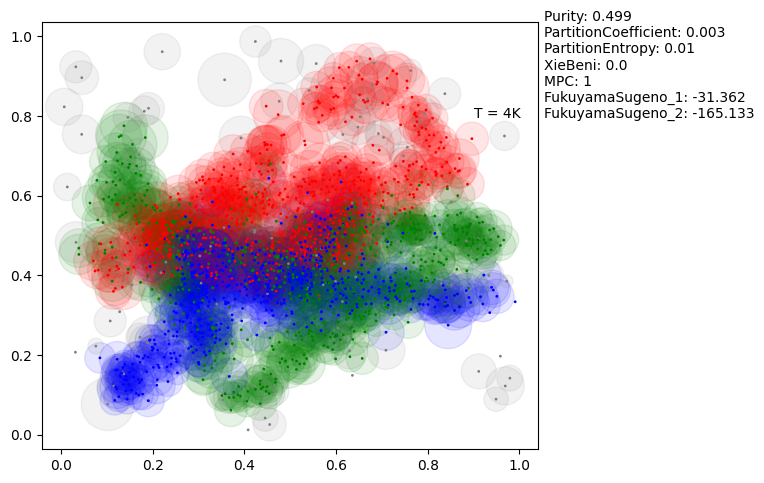 Purity: 0.499
PartitionCoefficient: 0.003
PartitionEntropy: 0.01
XieBeni: 0.0
MPC: 1
FukuyamaSugeno_1: -31.362
FukuyamaSugeno_2: -165.133
T = 4K
1.0
0.8
0.6
0.4
0.2
0.0
0.0 0.2 0.4 0.6 0.8 1.0